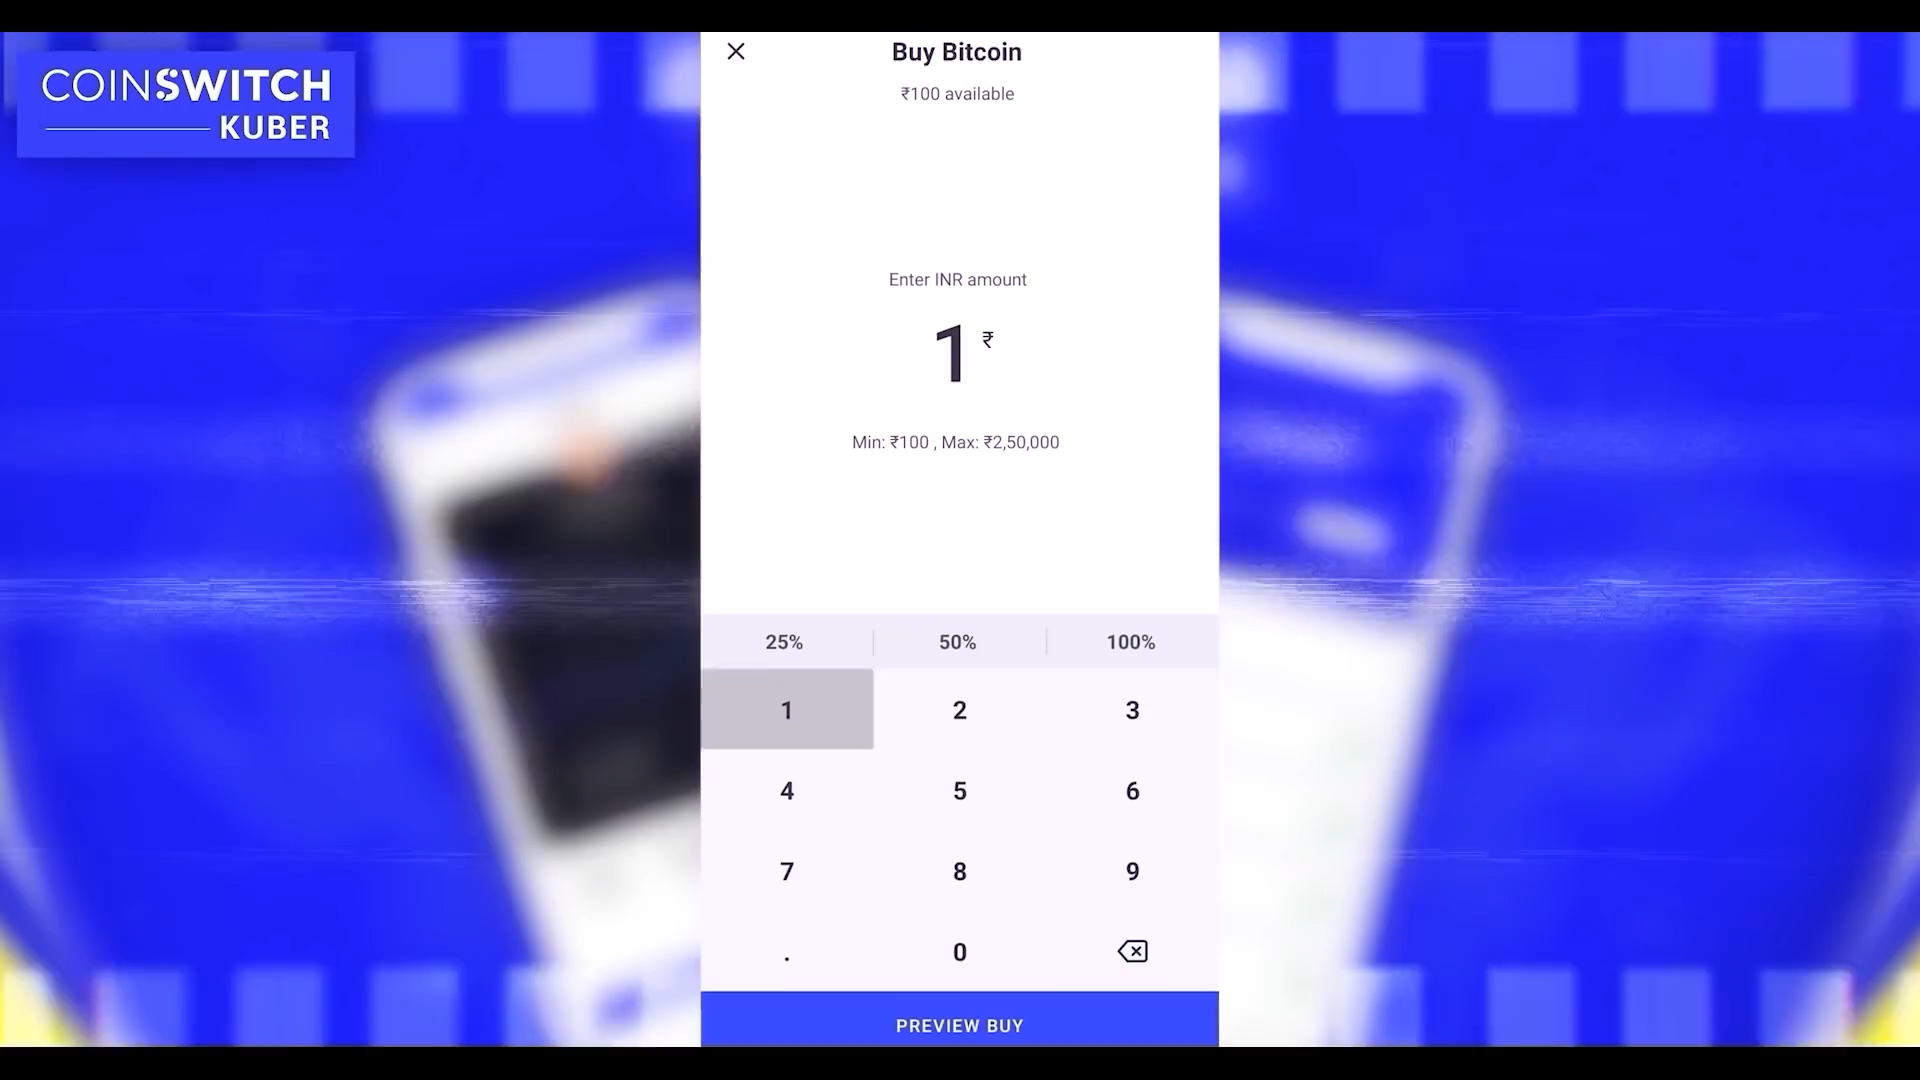 COINSWITCH
KUBER
Buy Bitcoin
₹100 available
Enter INR amount
1 ₹
Min: ₹100 , Max: ₹2,50,000
25% 50% 100%
1 2 3
4 5 6
7 8 9
. 0
PREVIEW BUY